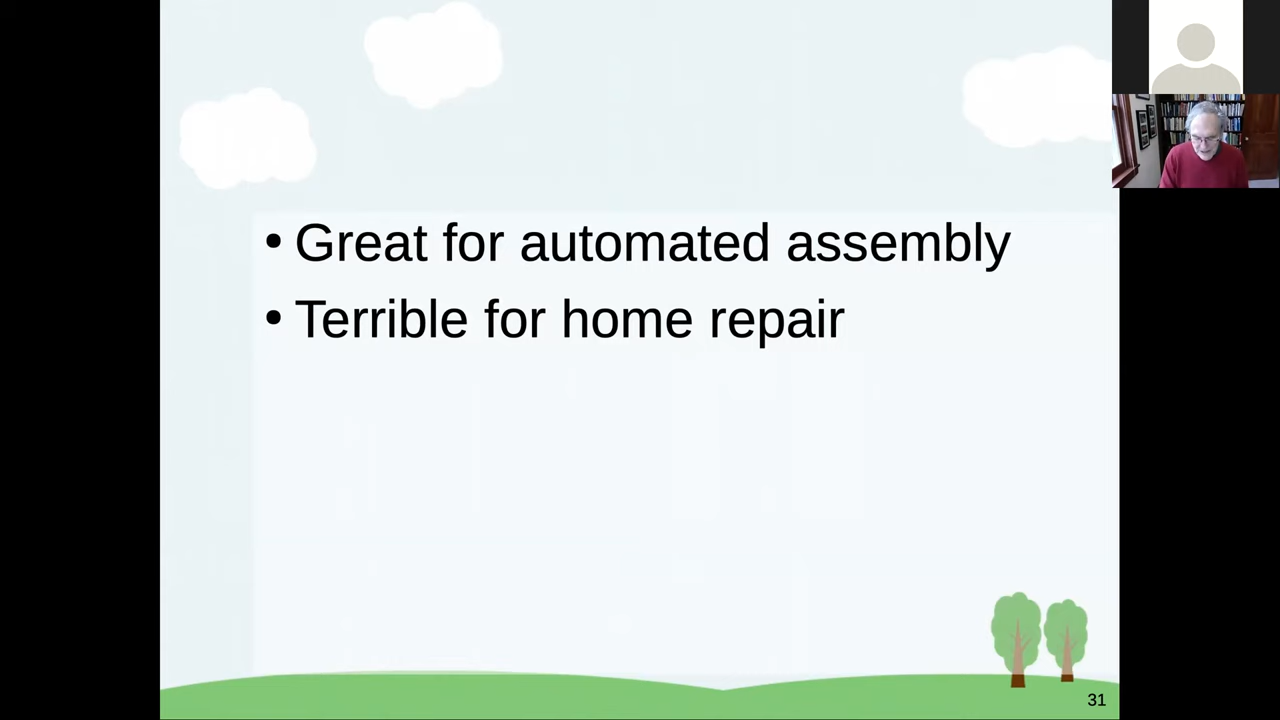 • Great for automated assembly
• Terrible for home repair
31